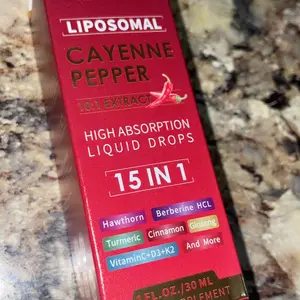 LIPOSOMAL
CAYENNE
PEPPER
10:1 EXTRACT
HIGH ABSORPTION
LIQUID DROPS
15 IN 1
Hawthorn Berberine HCL
Turmeric Cinnamon Ginseng
VitaminC+D3+K2 And More
FL.OZ./30 ML